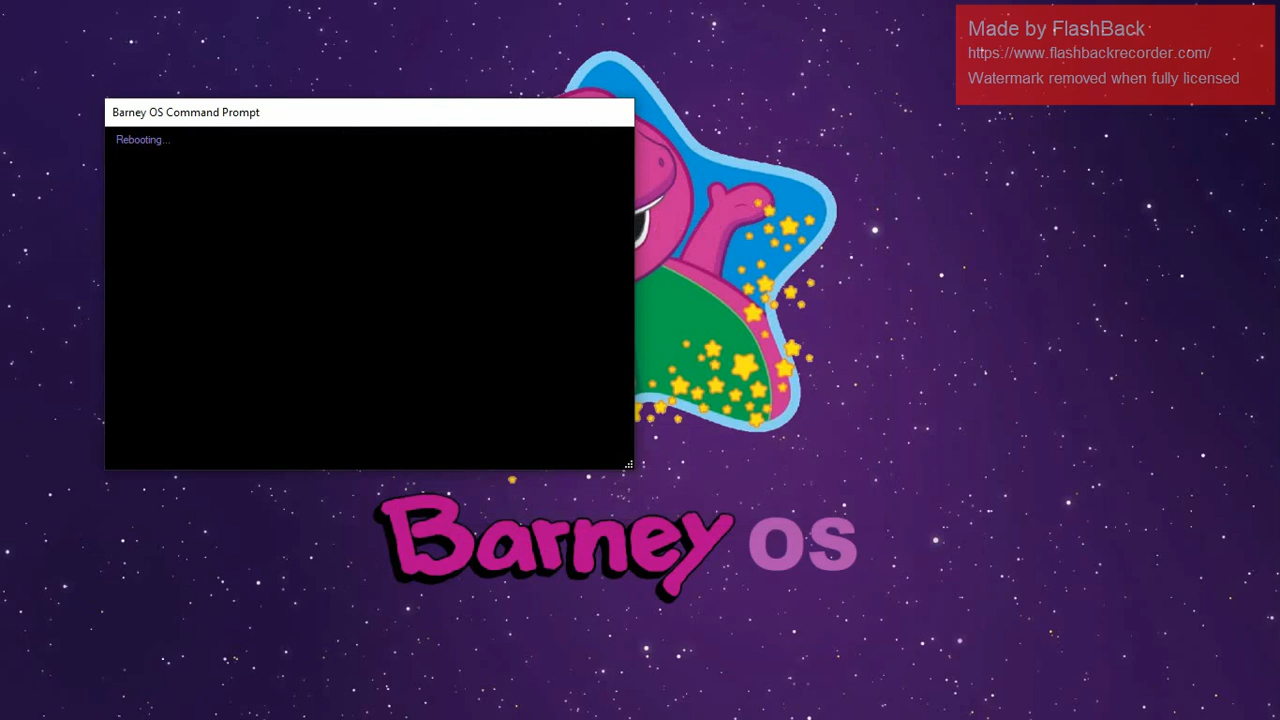 Made by FlashBack
https://www.flashbackrecorder.com/
Watermark removed when fully licensed
Barney OS Command Prompt
Rebooting...
Barney OS